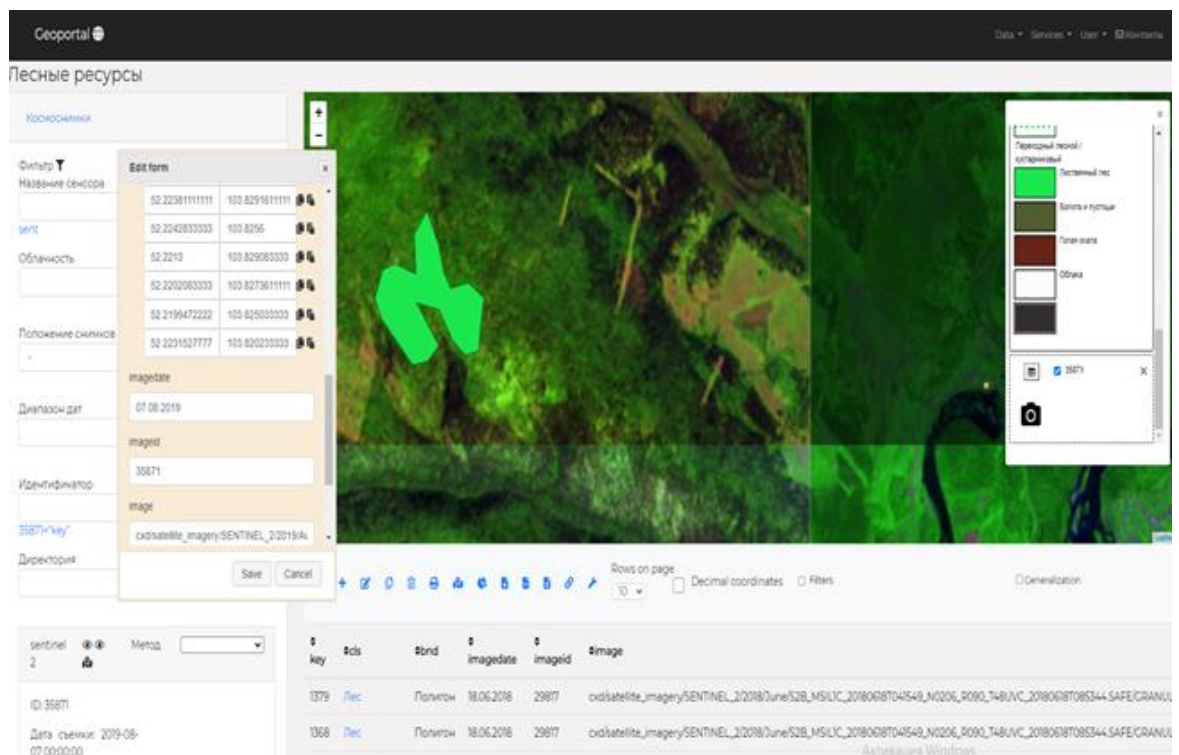 Geoportal
Data Services User Контакты
Лесные ресурсы
Космоснимки
Фильтр
Название сенсора
sent
Облачность
Положение снимков
-
Диапазон дат
Идентификатор
35871="key"
Директория
Edit form
x
52.22381111111 103.8291611111
52.2242833333 103.8256
52.2213 103.829083333
52.2202083333 103.8273611111
52.2199472222 103.825033333
52.2231527777 103.820233333
imagedate
07.08.2019
imageid
35871
image
cxd/satellite_imagery/SENTINEL_2/2019/Au
Save Cancel
+
-
x
Переходный лесной/
кустарниковый
Лиственный лес
Болота и пустоши
Голая скала
Облака
35871 X
Rows on page
10
Decimal coordinates
Filters
Generalization
sentinel
2
Метод
ID: 35871
Дата съемки: 2019-08-
07 00:00:00
key cls bnd imagedate imageid image
1379 Лес Полигон 18.06.2018 29817 cxd/satellite_imagery/SENTINEL_2/2018/June/S2B_MSIL1C_20180618T041549_N0206_R090_T48UVC_20180618T085344.SAFE/GRANUL
1368 Лес Полигон 18.06.2018 29817 cxd/satellite_imagery/SENTINEL_2/2018/June/S2B_MSIL1C_20180618T041549_N0206_R090_T48UVC_20180618T085344.SAFE/GRANUL
Активация Windows